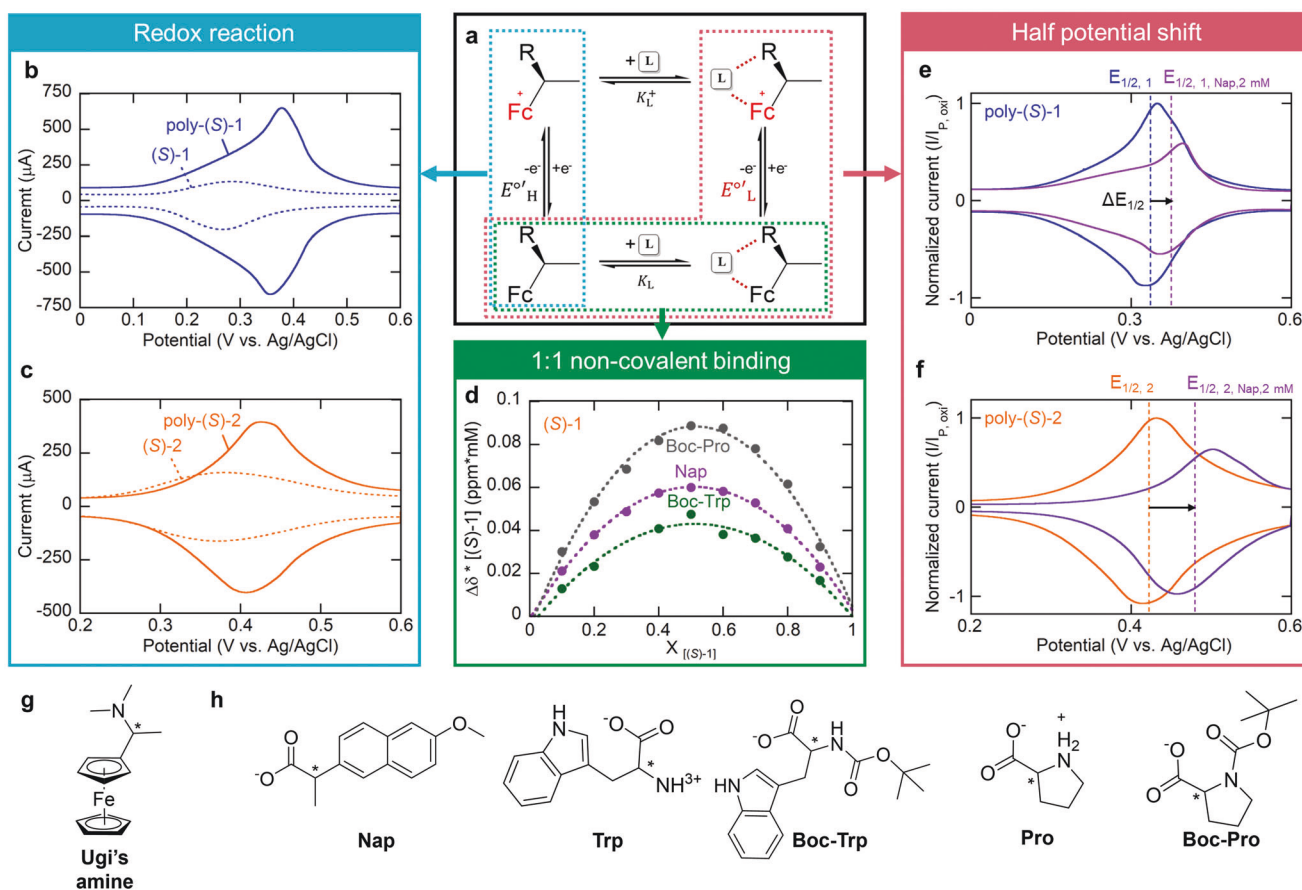 Redox reaction
b
750
500
250
0
-250
-500
-750
Curremt (µA)
poly-(S)-1
(S)-1
0 0.1 0.2 0.3 0.4 0.5 0.6
Potential (V vs. Ag/AgCl)
c
500
250
0
-250
-500
Curremt (µA)
poly-(S)-2
(S)-2
0.2 0.3 0.4 0.5 0.6
Potential (V vs. Ag/AgCl)
a
R
+
Fc
+ L
K_L^+
R
L
+
Fc
-e- +e-
E°′_H
-e- +e-
E°′_L
R
Fc
+ L
K_L
R
L
Fc
1:1 non-covalent binding
d
0.1
0.08
0.06
0.04
0.02
0
Δδ * [(S)-1] (ppm*mM)
(S)-1
Boc-Pro
Nap
Boc-Trp
0 0.2 0.4 0.6 0.8 1
X [(S)-1]
Half potential shift
e
E1/2, 1 E1/2, 1, Nap,2 mM
1
0
-1
Normalized current (I/IP, oxi)
poly-(S)-1
ΔE1/2
0 0.3 0.6
Potential (V vs. Ag/AgCl)
f
E1/2, 2 E1/2, 2, Nap,2 mM
1
0
-1
Normalized current (I/IP, oxi)
poly-(S)-2
0.2 0.4 0.6
Potential (V vs. Ag/AgCl)
g
N
*
Fe
Ugi's
amine
h
O
-O
*
O
Nap
H
N
O-
O
*
NH3+
Trp
O
-O
*
H
N
O
O
HN
Boc-Trp
O-
O
*
+
H2
N
Pro
O
O
-O
O
N
*
Boc-Pro